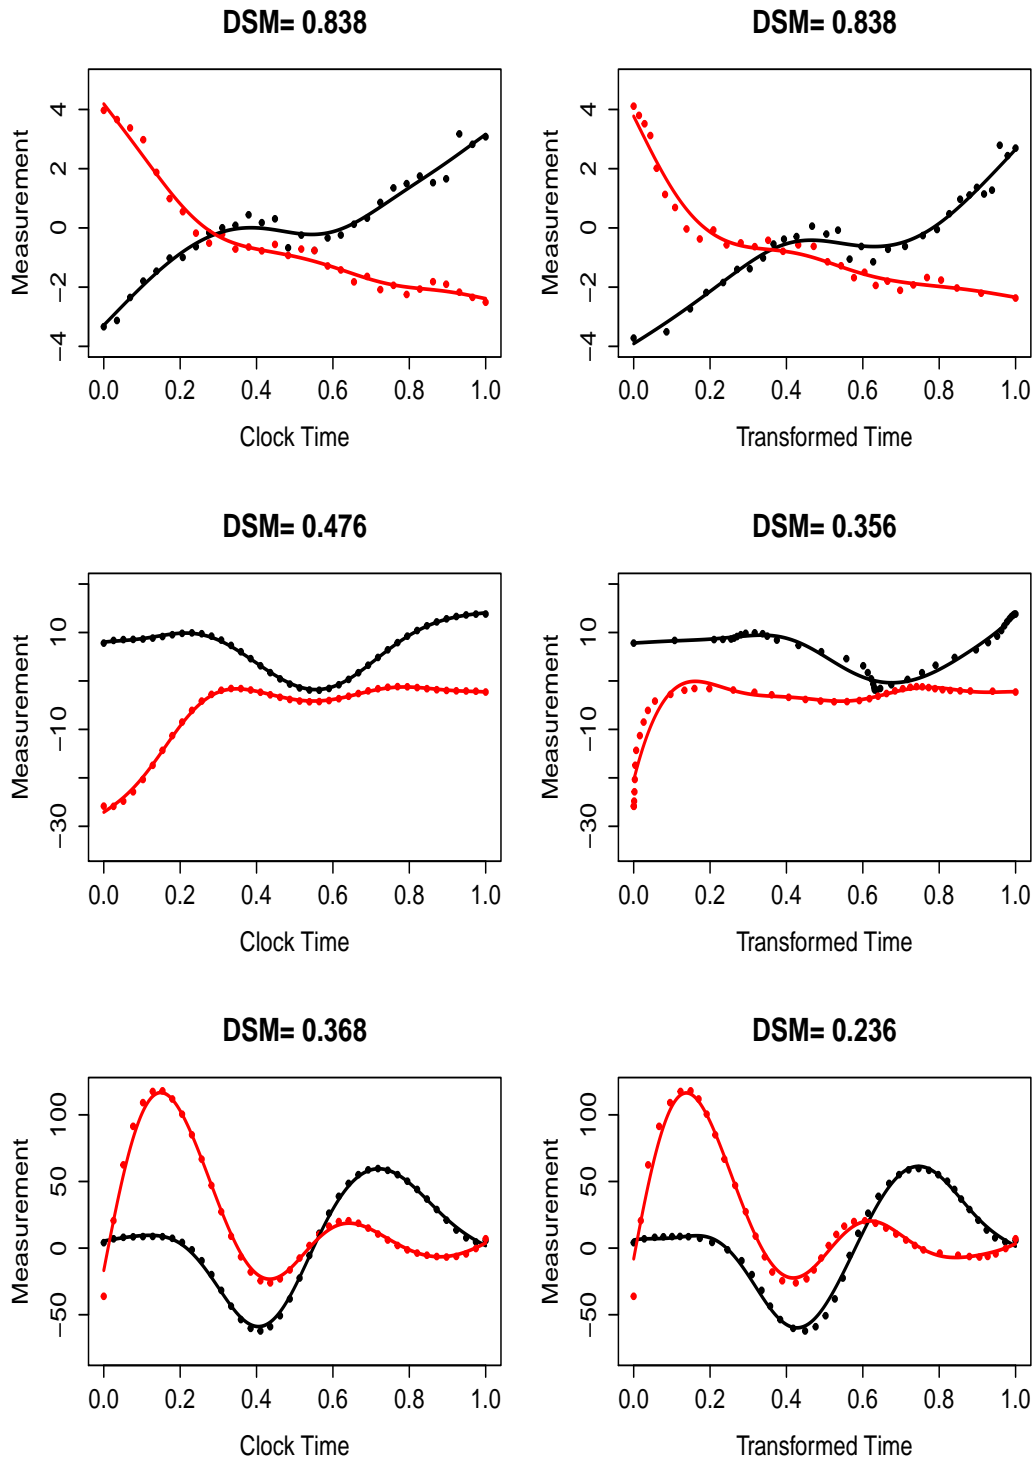 DSM= 0.838
DSM= 0.838
Measurement
4
2
0
−2
−4
0.0 0.2 0.4 0.6 0.8 1.0
Clock Time
Measurement
4
2
0
−2
−4
0.0 0.2 0.4 0.6 0.8 1.0
Transformed Time
DSM= 0.476
DSM= 0.356
Measurement
10
−10
−30
0.0 0.2 0.4 0.6 0.8 1.0
Clock Time
Measurement
10
−10
−30
0.0 0.2 0.4 0.6 0.8 1.0
Transformed Time
DSM= 0.368
DSM= 0.236
Measurement
100
50
0
−50
0.0 0.2 0.4 0.6 0.8 1.0
Clock Time
Measurement
100
50
0
−50
0.0 0.2 0.4 0.6 0.8 1.0
Transformed Time